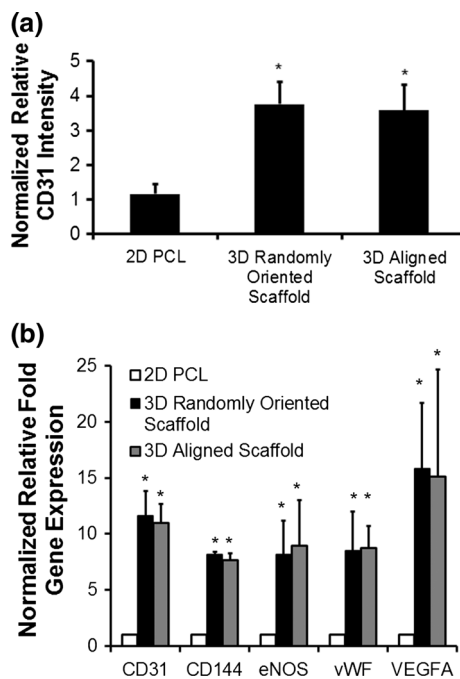 (a)
Normalized Relative
CD31 Intensity
5
4
3
2
1
0
*
*
2D PCL
3D Randomly
Oriented
Scaffold
3D Aligned
Scaffold
(b)
Normalized Relative Fold
Gene Expression
25
20
15
10
5
0
2D PCL
3D Randomly Oriented
Scaffold
3D Aligned Scaffold
* *
* *
* *
* *
* *
CD31 CD144 eNOS vWF VEGFA